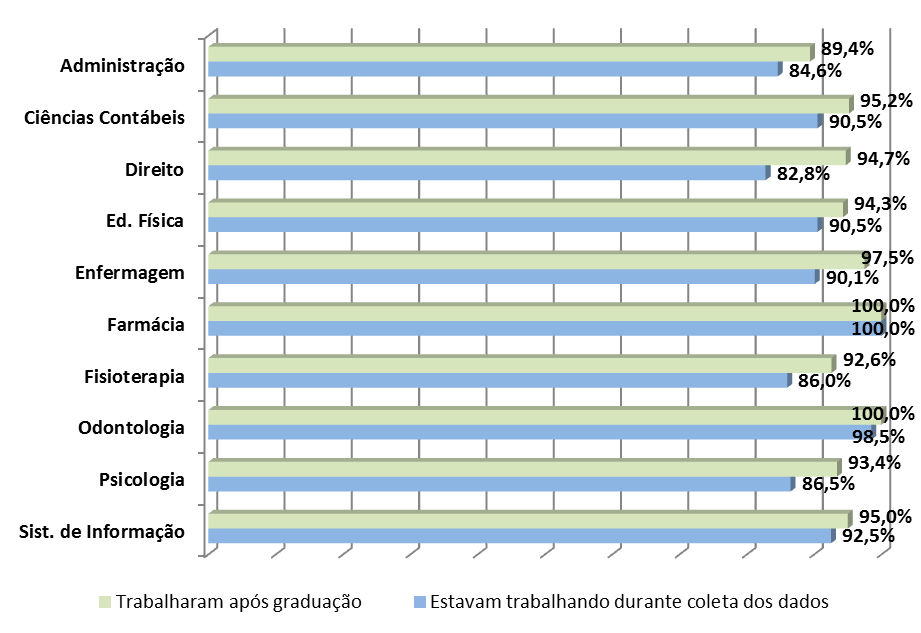 Administração
89,4%
84,6%
Ciências Contábeis
95,2%
90,5%
Direito
94,7%
82,8%
Ed. Física
94,3%
90,5%
Enfermagem
97,5%
90,1%
Farmácia
100,0%
100,0%
Fisioterapia
92,6%
86,0%
Odontologia
100,0%
98,5%
Psicologia
93,4%
86,5%
Sist. de Informação
95,0%
92,5%
Trabalharam após graduação
Estavam trabalhando durante coleta dos dados